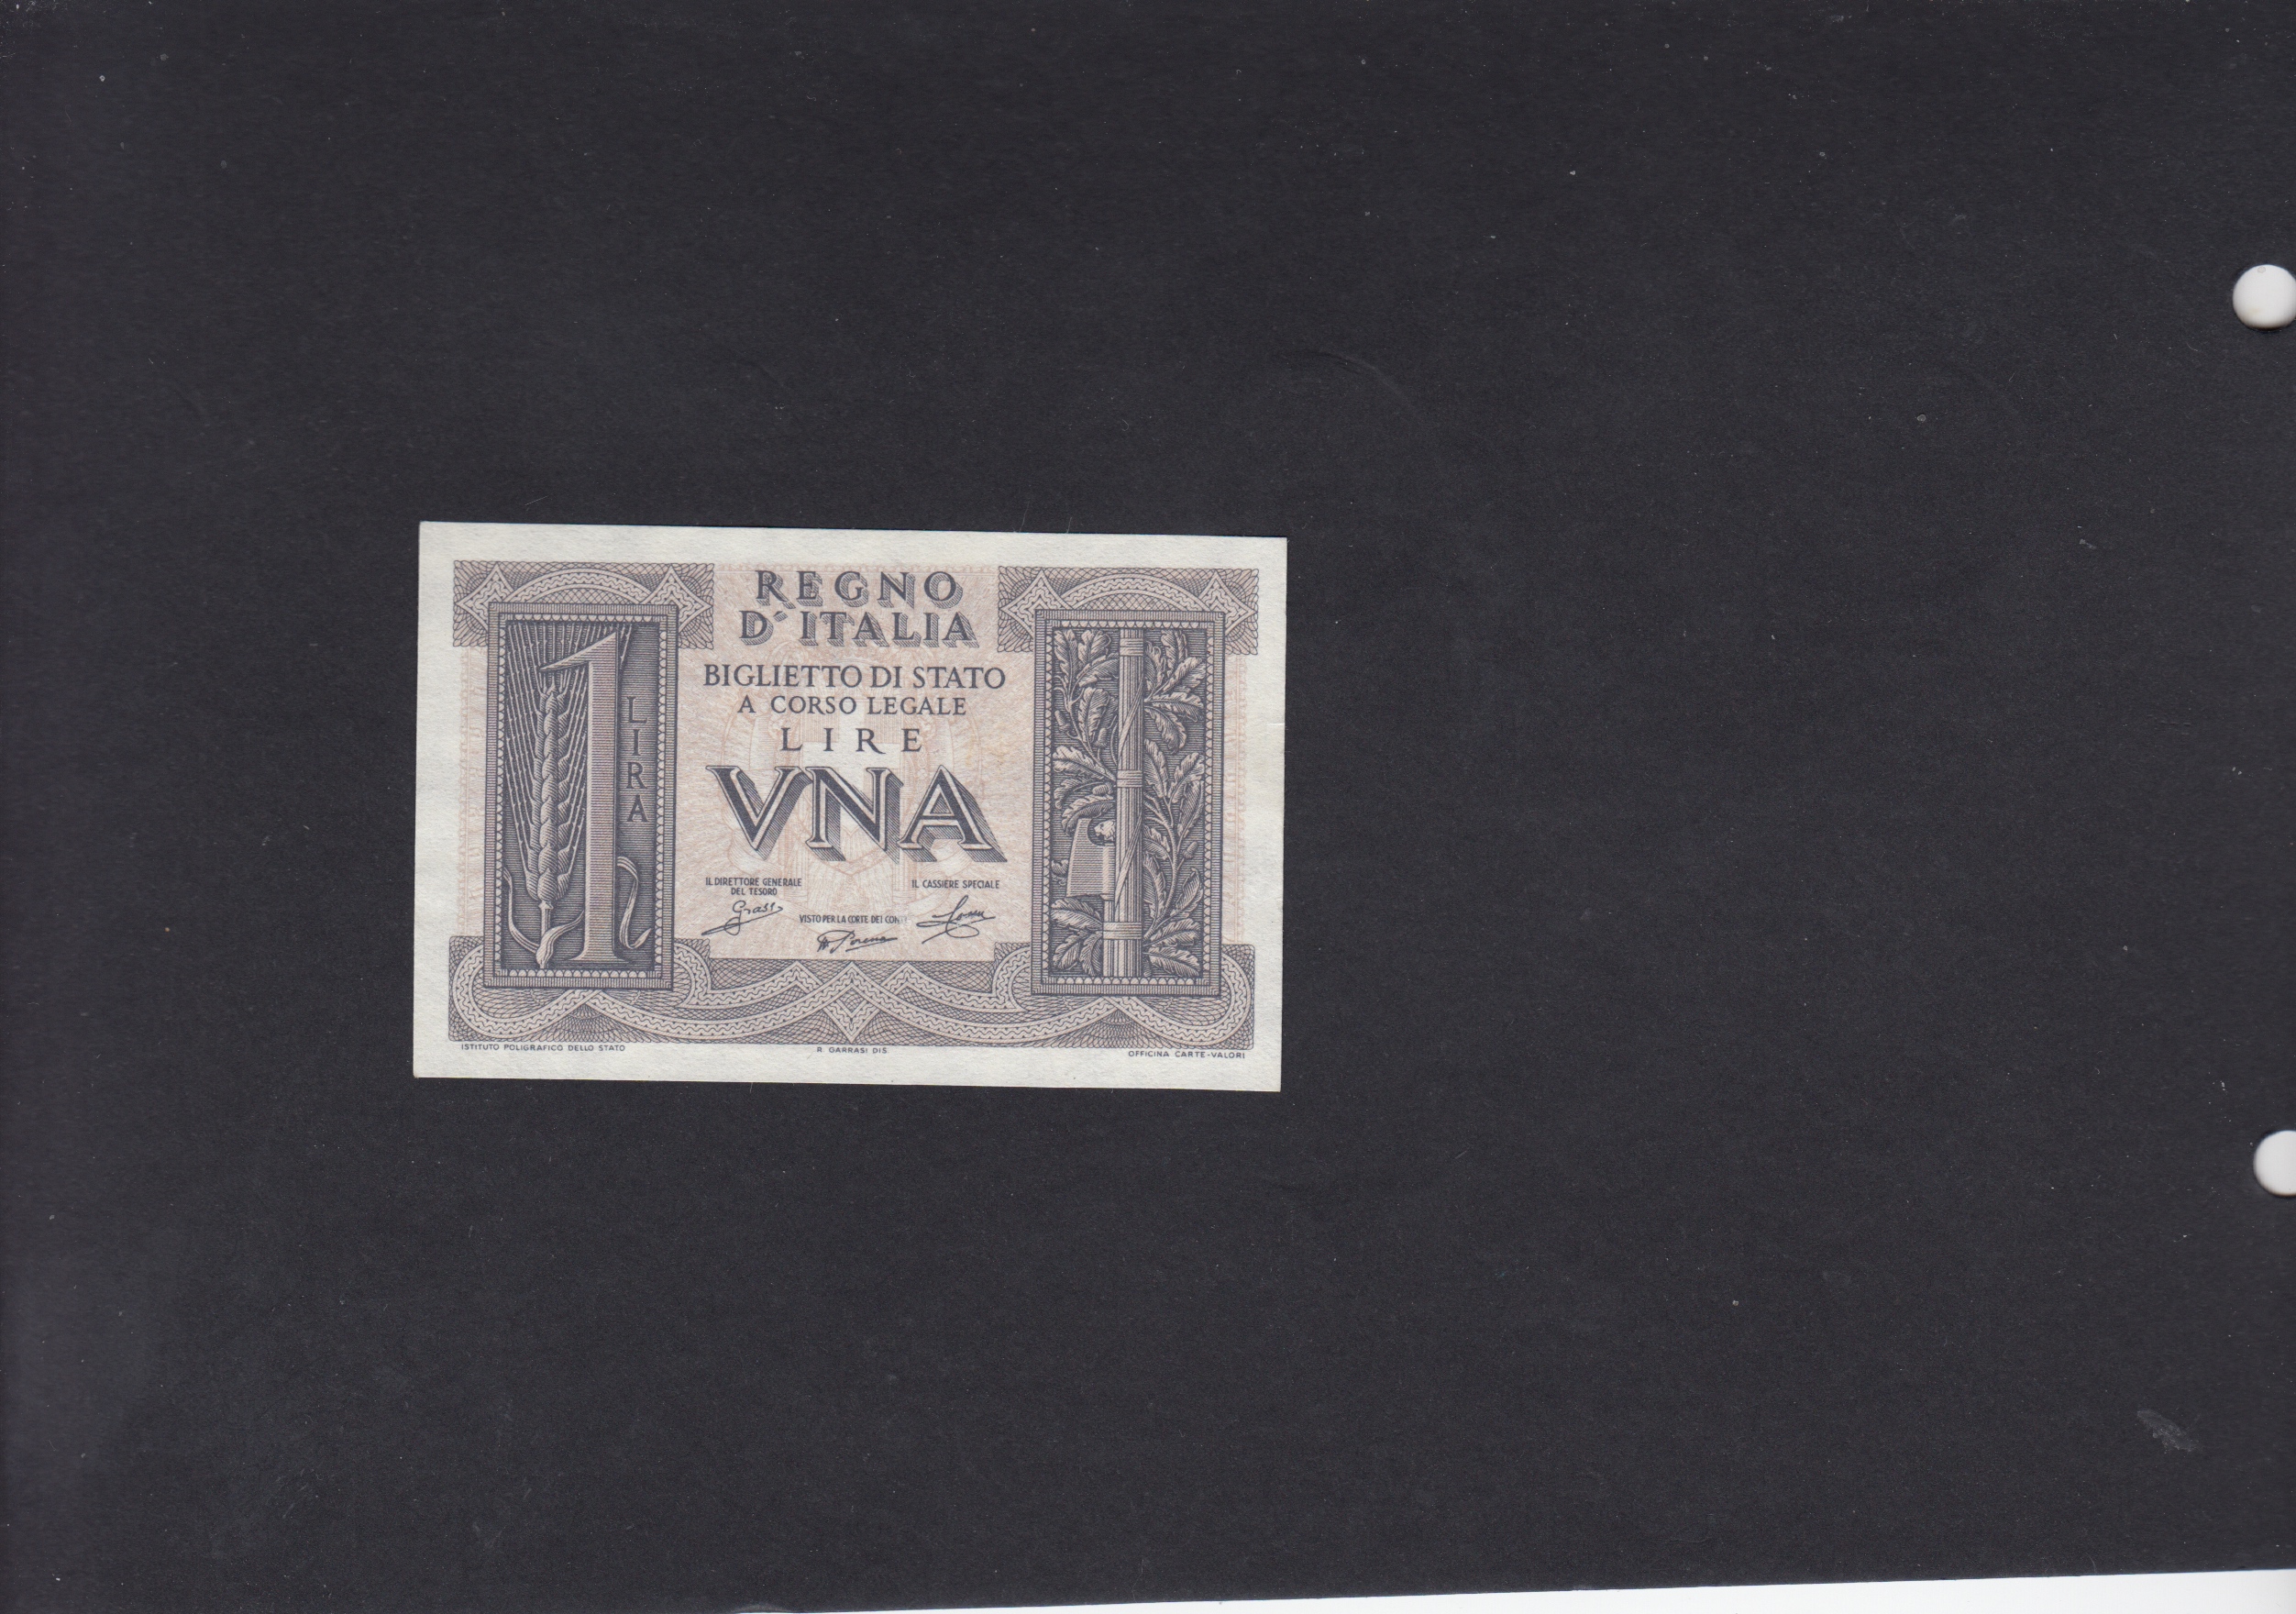 REGNO
D'ITALIA
BIGLIETTO DI STATO
A CORSO LEGALE
LIRE
VNA
1
LIRA
IL DIRETTORE GENERALE
DEL TESORO
IL CASSIERE SPECIALE
Grassi
VISTO PER LA CORTE DEI CONTI
ISTITUTO POLIGRAFICO DELLO STATO
R. GARRASI DIS
OFFICINA CARTE-VALORI